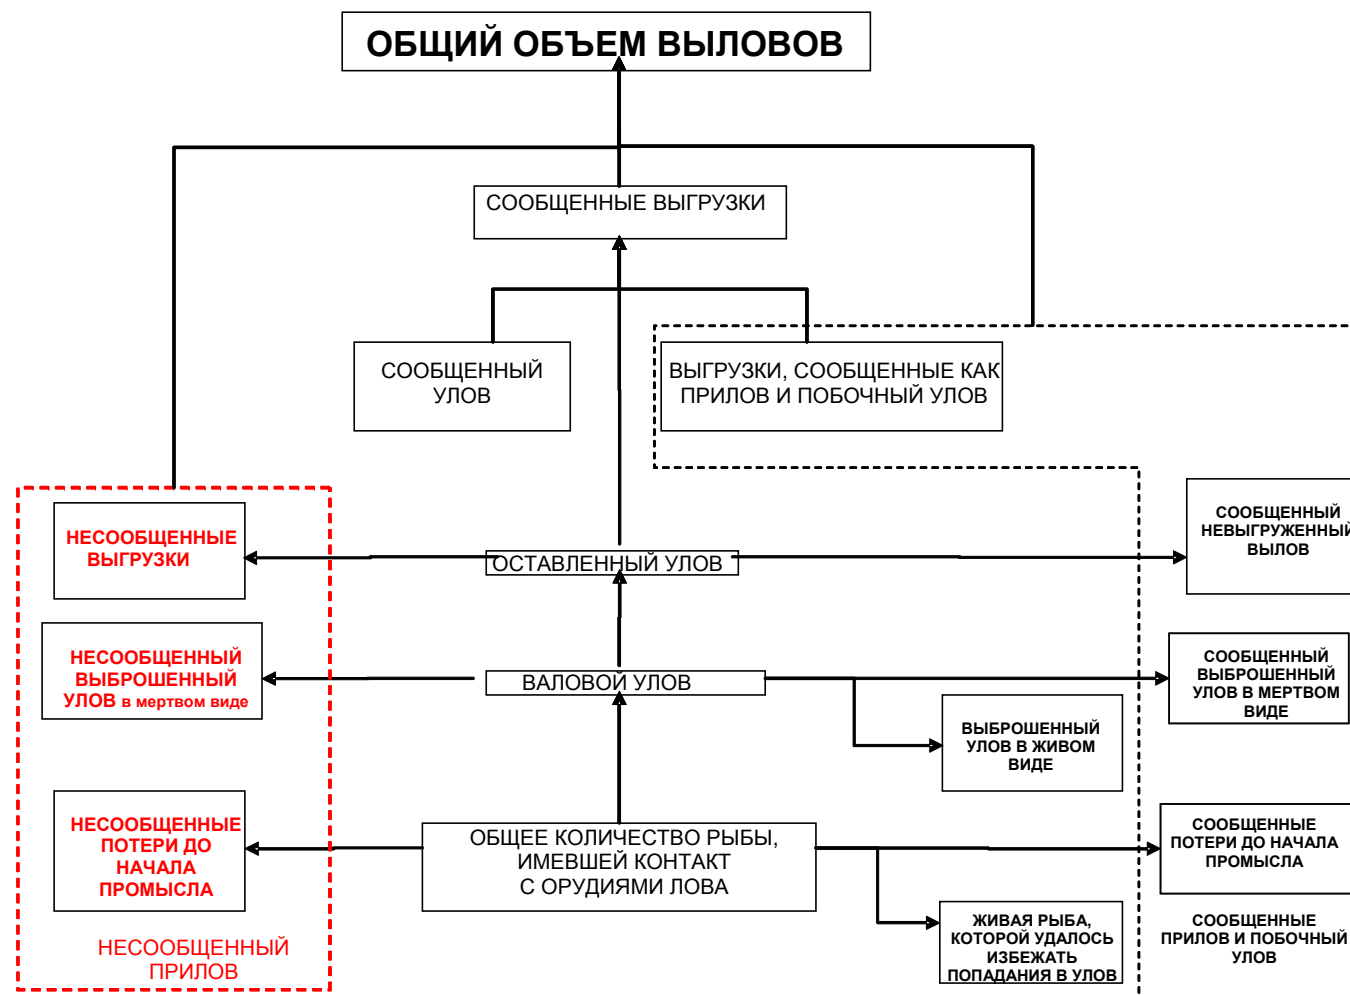 ОБЩИЙ ОБЪЕМ ВЫЛОВОВ
СООБЩЕННЫЕ ВЫГРУЗКИ
СООБЩЕННЫЙ
УЛОВ
ВЫГРУЗКИ, СООБЩЕННЫЕ КАК
ПРИЛОВ И ПОБОЧНЫЙ УЛОВ
НЕСООБЩЕННЫЕ
ВЫГРУЗКИ
ОСТАВЛЕННЫЙ УЛОВ
СООБЩЕННЫЙ
НЕВЫГРУЖЕННЫЙ
ВЫЛОВ
НЕСООБЩЕННЫЙ
ВЫБРОШЕННЫЙ
УЛОВ в мертвом виде
ВАЛОВОЙ УЛОВ
СООБЩЕННЫЙ
ВЫБРОШЕННЫЙ
УЛОВ В МЕРТВОМ
ВИДЕ
ВЫБРОШЕННЫЙ
УЛОВ В ЖИВОМ
ВИДЕ
НЕСООБЩЕННЫЕ
ПОТЕРИ ДО
НАЧАЛА
ПРОМЫСЛА
ОБЩЕЕ КОЛИЧЕСТВО РЫБЫ,
ИМЕВШЕЙ КОНТАКТ
С ОРУДИЯМИ ЛОВА
СООБЩЕННЫЕ
ПОТЕРИ ДО НАЧАЛА
ПРОМЫСЛА
ЖИВАЯ РЫБА,
КОТОРОЙ УДАЛОСЬ
ИЗБЕЖАТЬ
ПОПАДАНИЯ В УЛОВ
НЕСООБЩЕННЫЙ
ПРИЛОВ
СООБЩЕННЫЕ
ПРИЛОВ И ПОБОЧНЫЙ
УЛОВ